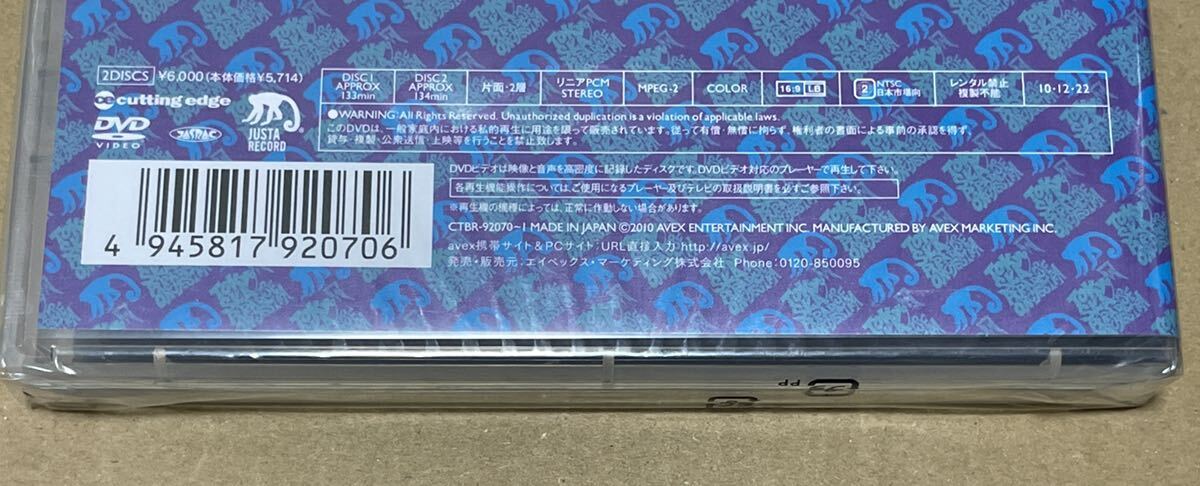 2DISCS ¥6,000(本体価格¥5,714)
cutting edge
DVD
VIDEO
JASRAC
JUSTA
RECORD
DISC1
APPROX
133min
DISC2
APPROX
134min
片面・2層
リニアPCM
STEREO
MPEG-2
COLOR
16:9 LB
2 NTSC
日本市場向
レンタル禁止
複製不能
10・12・22
●WARNING: All Rights Reserved. Unauthorized duplication is a violation of applicable laws.
このDVDは、一般家庭内における私的再生に用途を限って販売されています。従って有償・無償に拘らず、権利者の書面による事前の承諾を得ず、
貸与・複製・公衆送信・上映等を行うことを禁止致します。
DVDビデオは映像と音声を高密度に記録したディスクです。DVDビデオ対応のプレーヤーで再生して下さい。
各再生機能操作については、ご使用になるプレーヤー及びテレビの取扱説明書を必ずご参照下さい。
※再生機の機種によっては、正常に作動しない場合があります。
CTBR-92070~1 MADE IN JAPAN ©2010 AVEX ENTERTAINMENT INC. MANUFACTURED BY AVEX MARKETING INC.
avex携帯サイト&PCサイト:URL直接入力 http://avex.jp/
発売・販売元:エイベックス・マーケティング株式会社 Phone:0120-850095
4 945817 920706
プラ PP